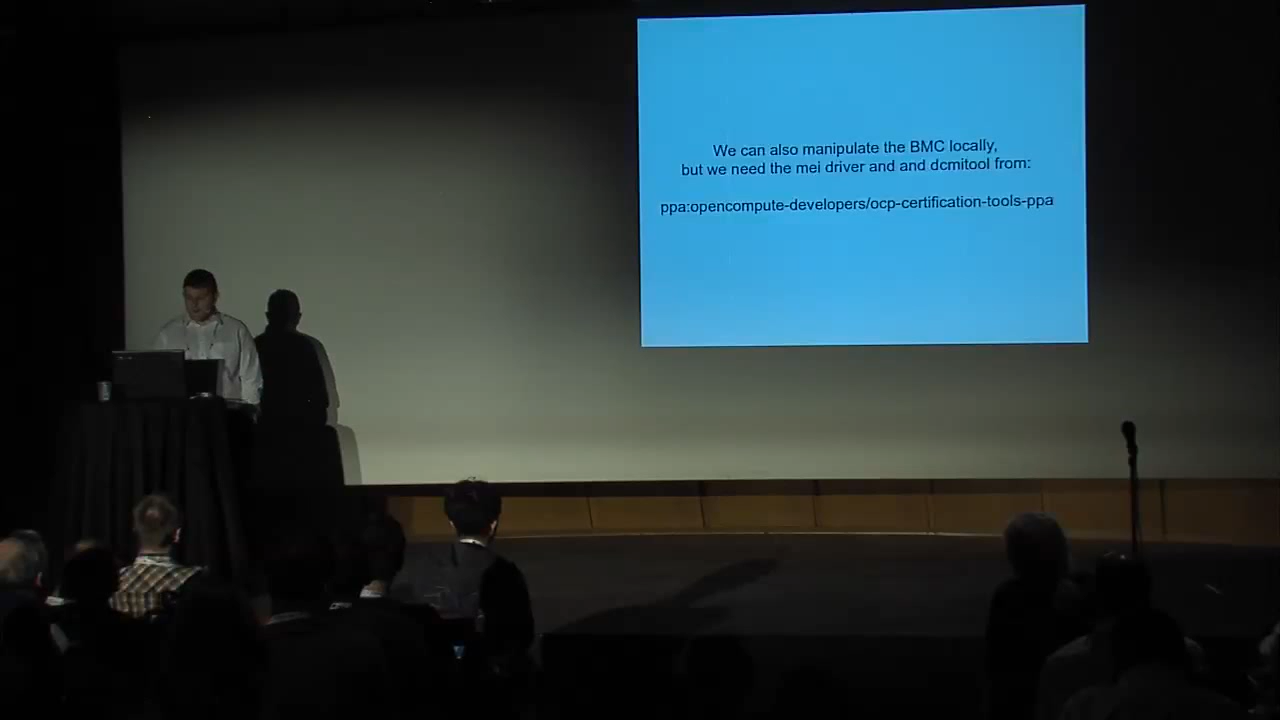 We can also manipulate the BMC locally,
but we need the mei driver and and dcmitool from:
ppa:opencompute-developers/ocp-certification-tools-ppa